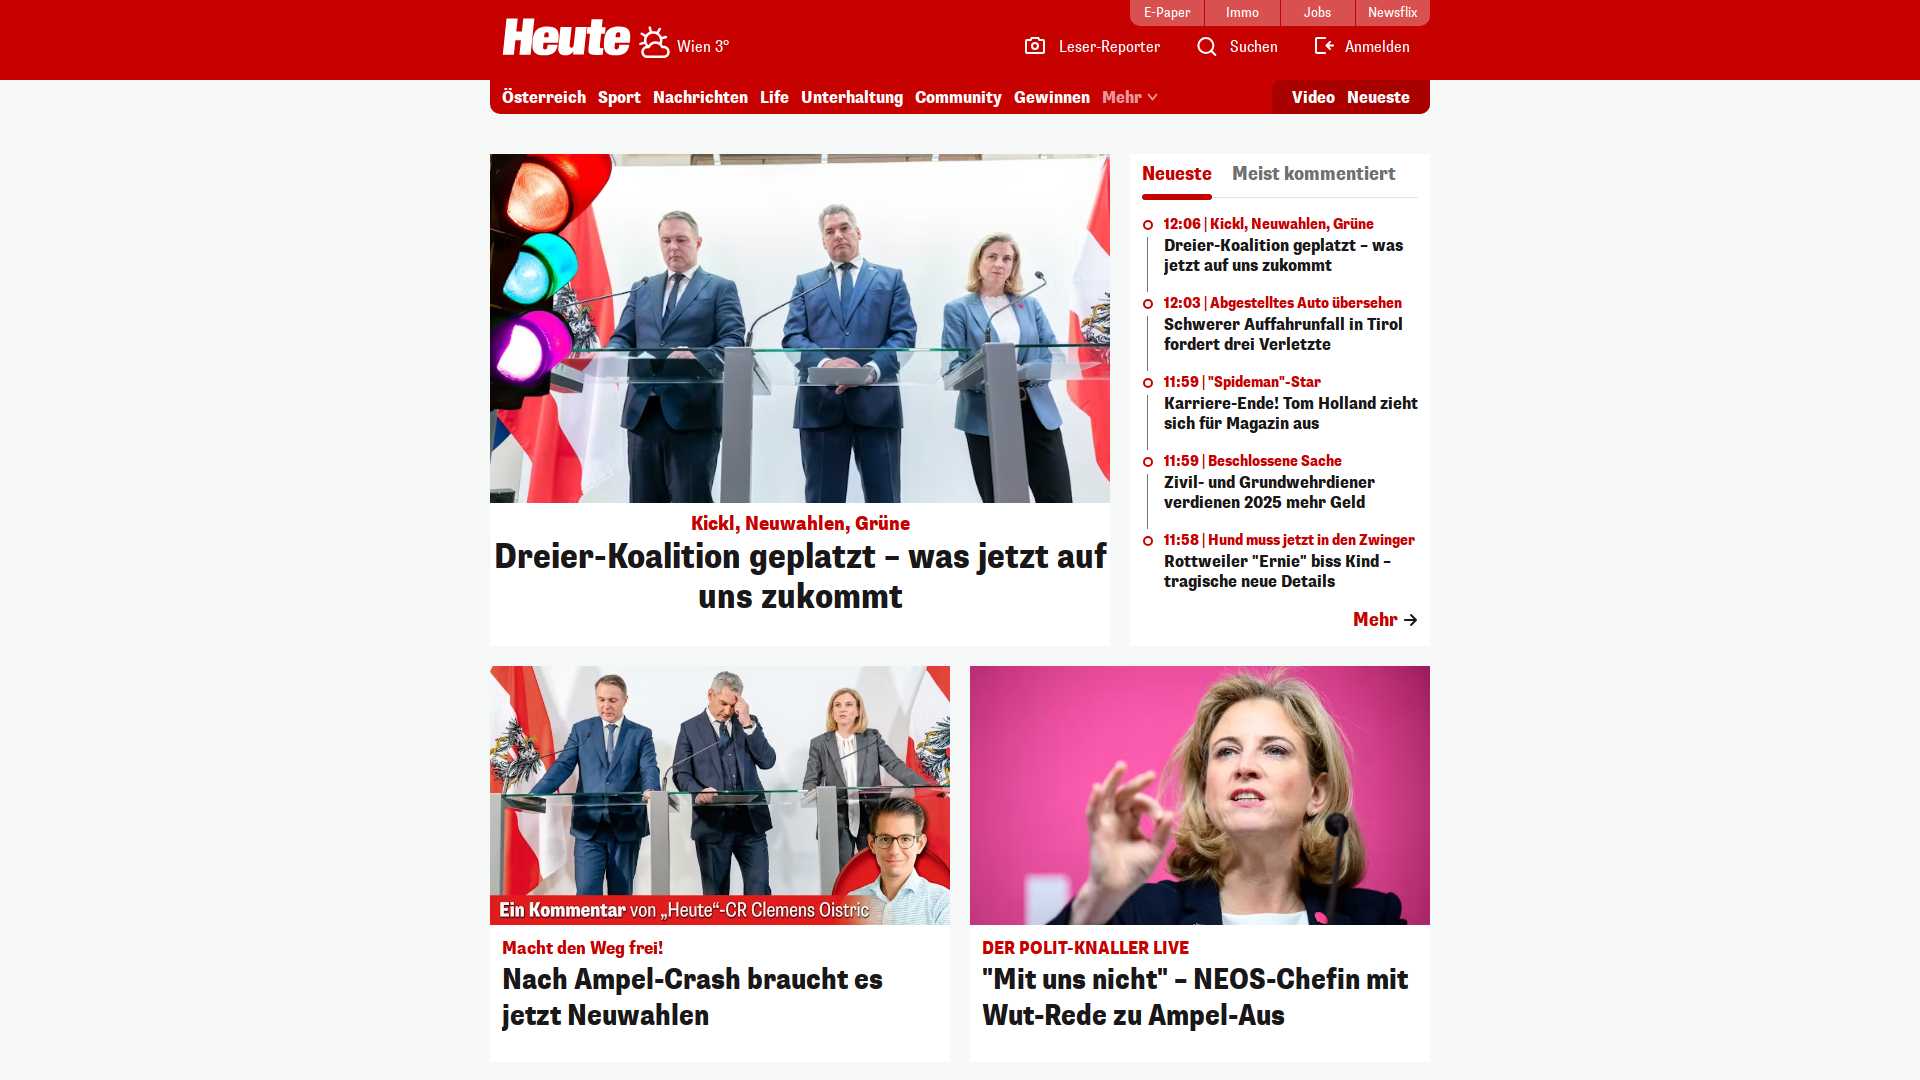 E-Paper
Immo
Jobs
Newsflix
Heute
Wien 3°
Leser-Reporter
Suchen
Anmelden
Österreich
Sport
Nachrichten
Life
Unterhaltung
Community
Gewinnen
Mehr
Video
Neueste
Kickl, Neuwahlen, Grüne
Dreier-Koalition geplatzt – was jetzt auf
uns zukommt
Neueste
Meist kommentiert
12:06 | Kickl, Neuwahlen, Grüne
Dreier-Koalition geplatzt – was
jetzt auf uns zukommt
12:03 | Abgestelltes Auto übersehen
Schwerer Auffahrunfall in Tirol
fordert drei Verletzte
11:59 | "Spideman"-Star
Karriere-Ende! Tom Holland zieht
sich für Magazin aus
11:59 | Beschlossene Sache
Zivil- und Grundwehrdiener
verdienen 2025 mehr Geld
11:58 | Hund muss jetzt in den Zwinger
Rottweiler "Ernie" biss Kind –
tragische neue Details
Mehr
Ein Kommentar von „Heute“-CR Clemens Oistric
Macht den Weg frei!
Nach Ampel-Crash braucht es
jetzt Neuwahlen
DER POLIT-KNALLER LIVE
"Mit uns nicht" – NEOS-Chefin mit
Wut-Rede zu Ampel-Aus